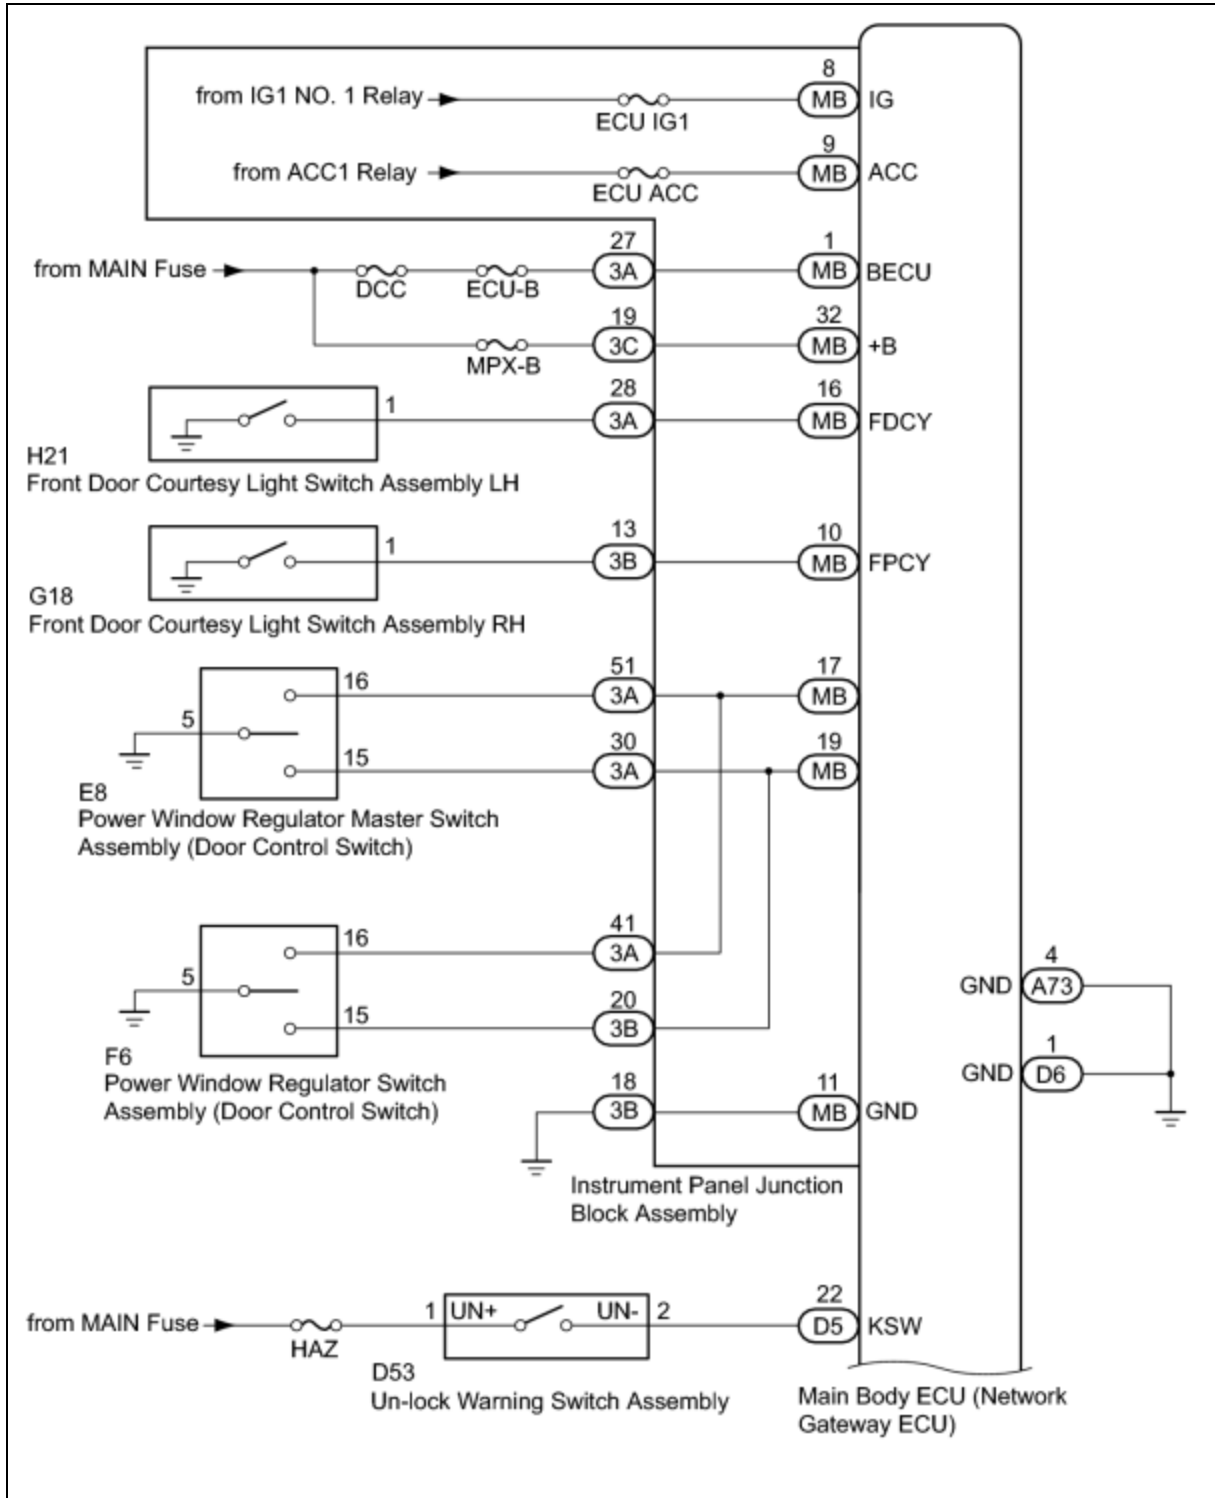 8
from IG1 NO. 1 Relay
MB
IG
ECU IG1
9
from ACC1 Relay
MB
ACC
ECU ACC
27
1
from MAIN Fuse
3A
MB
BECU
DCC
ECU-B
19
32
3C
MB
+B
MPX-B
28
16
1
3A
MB
FDCY
H21
Front Door Courtesy Light Switch Assembly LH
13
10
1
3B
MB
FPCY
G18
Front Door Courtesy Light Switch Assembly RH
51
17
16
3A
MB
5
30
19
15
3A
MB
E8
Power Window Regulator Master Switch
Assembly (Door Control Switch)
41
16
3A
5
20
15
3B
4
GND
A73
F6
Power Window Regulator Switch
Assembly (Door Control Switch)
1
GND
D6
18
11
3B
MB
GND
Instrument Panel Junction
Block Assembly
22
from MAIN Fuse
1
UN+
UN-
2
D5
KSW
HAZ
D53
Un-lock Warning Switch Assembly
Main Body ECU (Network
Gateway ECU)